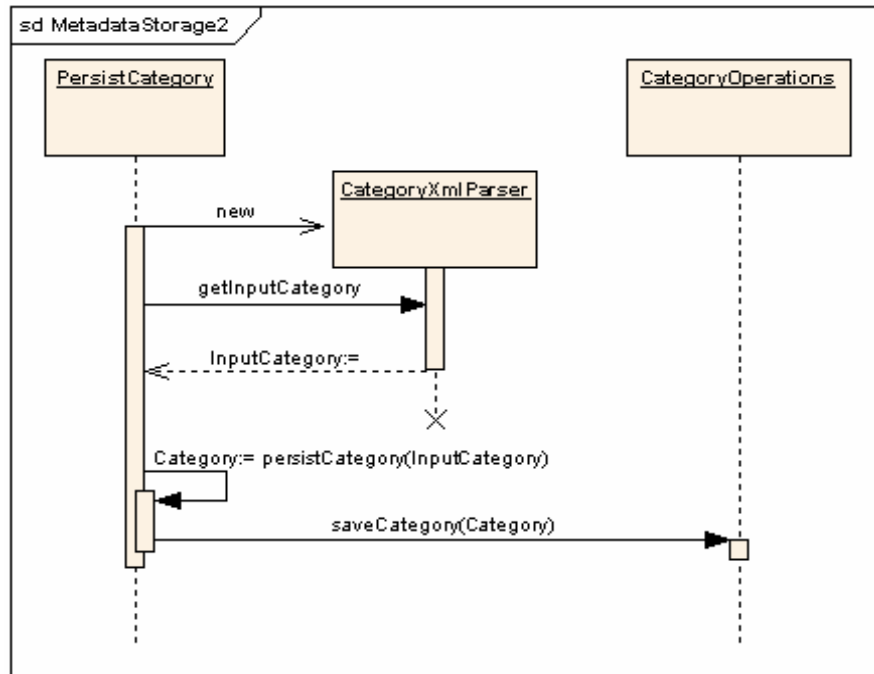 sd MetadataStorage2
PersistCategory
CategoryOperations
CategoryXmlParser
new
getInputCategory
InputCategory:=
Category:= persistCategory(InputCategory)
saveCategory(Category)